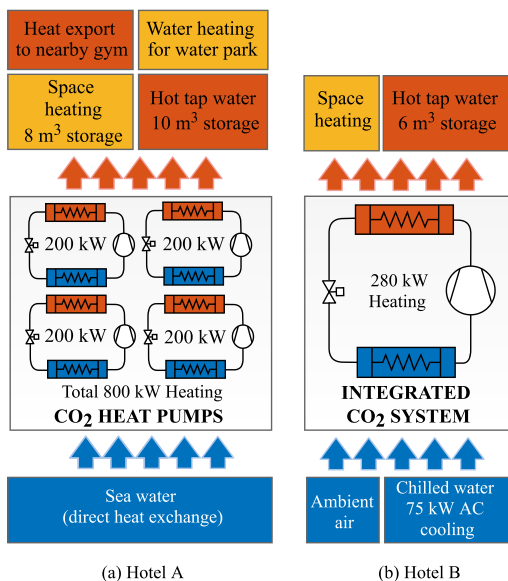 Heat export
to nearby gym
Water heating
for water park
Space
heating
8 m³ storage
Hot tap water
10 m³ storage
200 kW
200 kW
200 kW
200 kW
Total 800 kW Heating
CO₂ HEAT PUMPS
Sea water
(direct heat exchange)
(a) Hotel A
Space
heating
Hot tap water
6 m³ storage
280 kW
Heating
INTEGRATED
CO₂ SYSTEM
Ambient
air
Chilled water
75 kW AC
cooling
(b) Hotel B